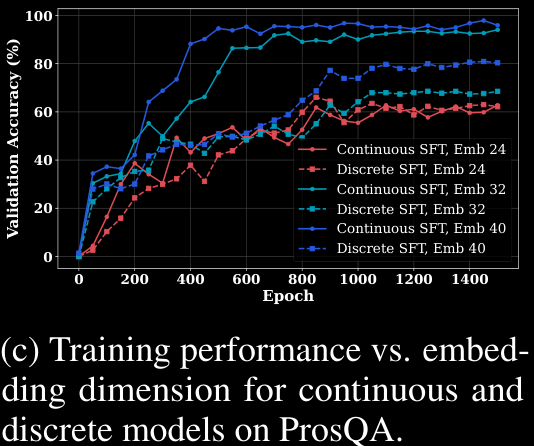 100
80
60
40
20
0
Validation Accuracy (%)
Continuous SFT, Emb 24
Discrete SFT, Emb 24
Continuous SFT, Emb 32
Discrete SFT, Emb 32
Continuous SFT, Emb 40
Discrete SFT, Emb 40
0 200 400 600 800 1000 1200 1400
Epoch
(c) Training performance vs. embed-
ding dimension for continuous and
discrete models on ProsQA.